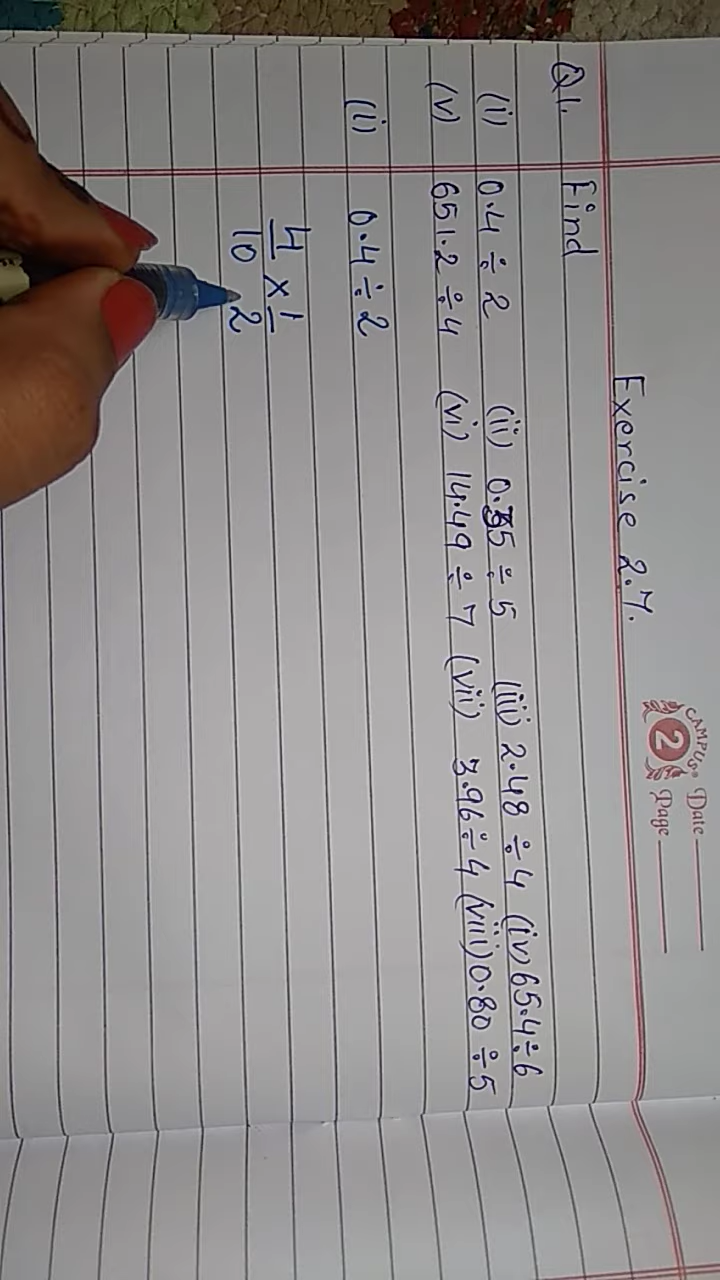 CAMPUS
2
Date
Page
Exercise 2.7.
Q1. Find
(i) 0.4 ÷ 2 (ii) 0.35 ÷ 5 (iii) 2.48 ÷ 4 (iv) 65.4 ÷ 6
(v) 651.2 ÷ 4 (vi) 14.49 ÷ 7 (vii) 3.96 ÷ 4 (viii) 0.80 ÷ 5
(i) 0.4 ÷ 2
4/10 × 1/2